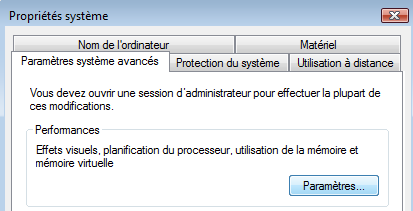 Propriétés système
Nom de l'ordinateur
Matériel
Paramètres système avancés
Protection du système
Utilisation à distance
Vous devez ouvrir une session d'administrateur pour effectuer la plupart
de ces modifications.
Performances
Effets visuels, planification du processeur, utilisation de la mémoire et
mémoire virtuelle
Paramètres...